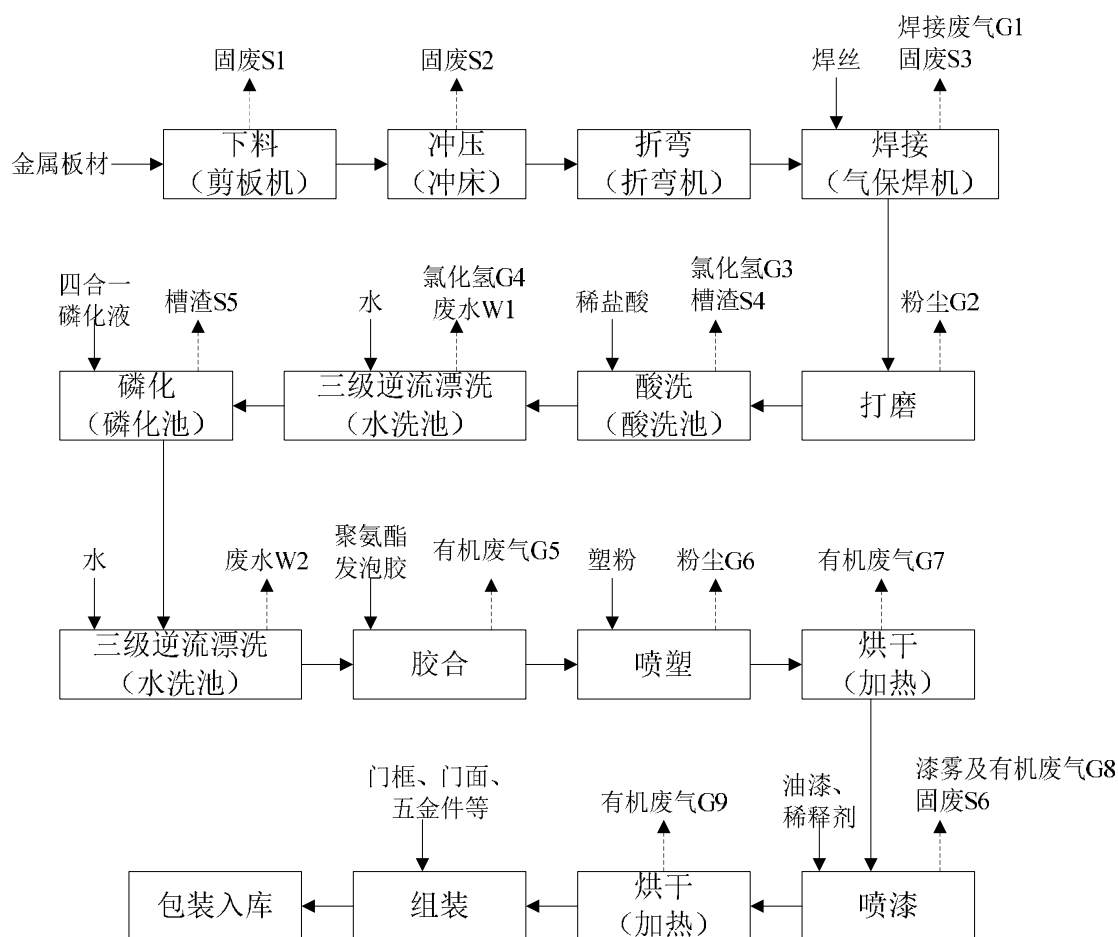 焊接废气G1
固废S1
固废S2
焊丝
固废S3
金属板材
下料
（剪板机）
冲压
（冲床）
折弯
（折弯机）
焊接
（气保焊机）
四合一
磷化液
槽渣S5
水
氯化氢G4
废水W1
稀盐酸
氯化氢G3
槽渣S4
粉尘G2
磷化
（磷化池）
三级逆流漂洗
（水洗池）
酸洗
（酸洗池）
打磨
水
废水W2
聚氨酯
发泡胶
有机废气G5
塑粉
粉尘G6
有机废气G7
三级逆流漂洗
（水洗池）
胶合
喷塑
烘干
（加热）
门框、门面、
五金件等
有机废气G9
油漆、
稀释剂
漆雾及有机废气G8
固废S6
包装入库
组装
烘干
（加热）
喷漆